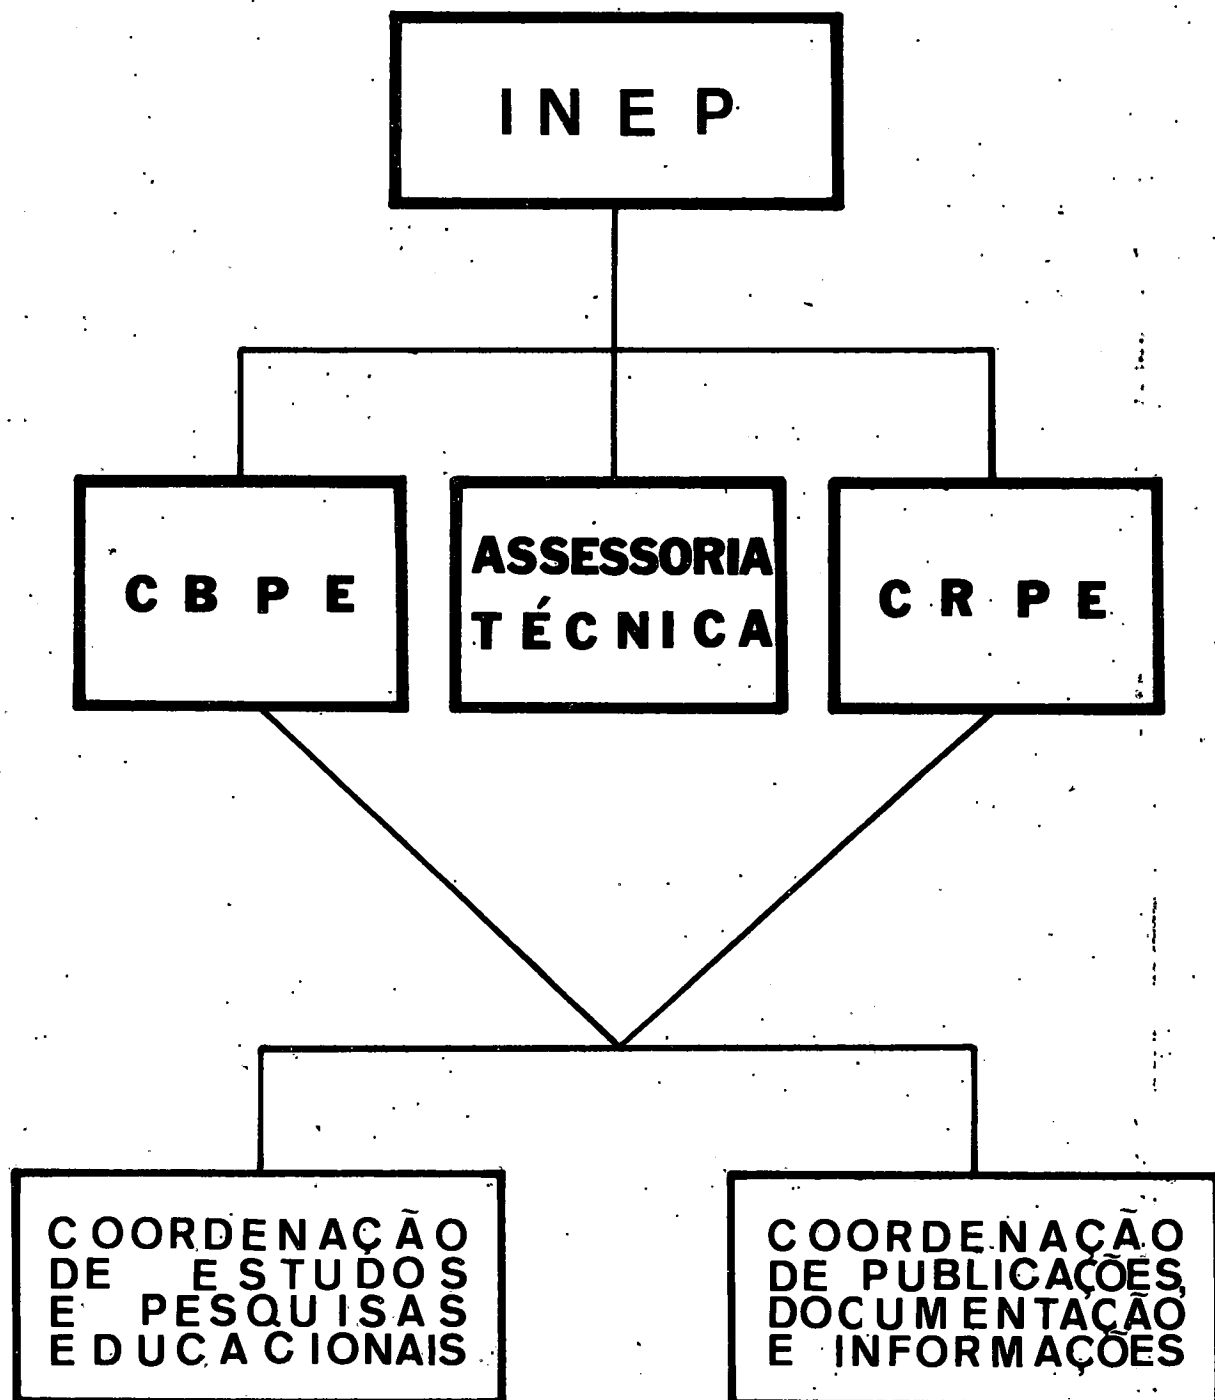 INEP
CBPE
ASSESSORIA
TÉCNICA
CRPE
COORDENAÇÃO
DE ESTUDOS
E PESQUISAS
EDUCACIONAIS
COORDENAÇÃO
DE PUBLICAÇÕES,
DOCUMENTAÇÃO
E INFORMAÇÕES